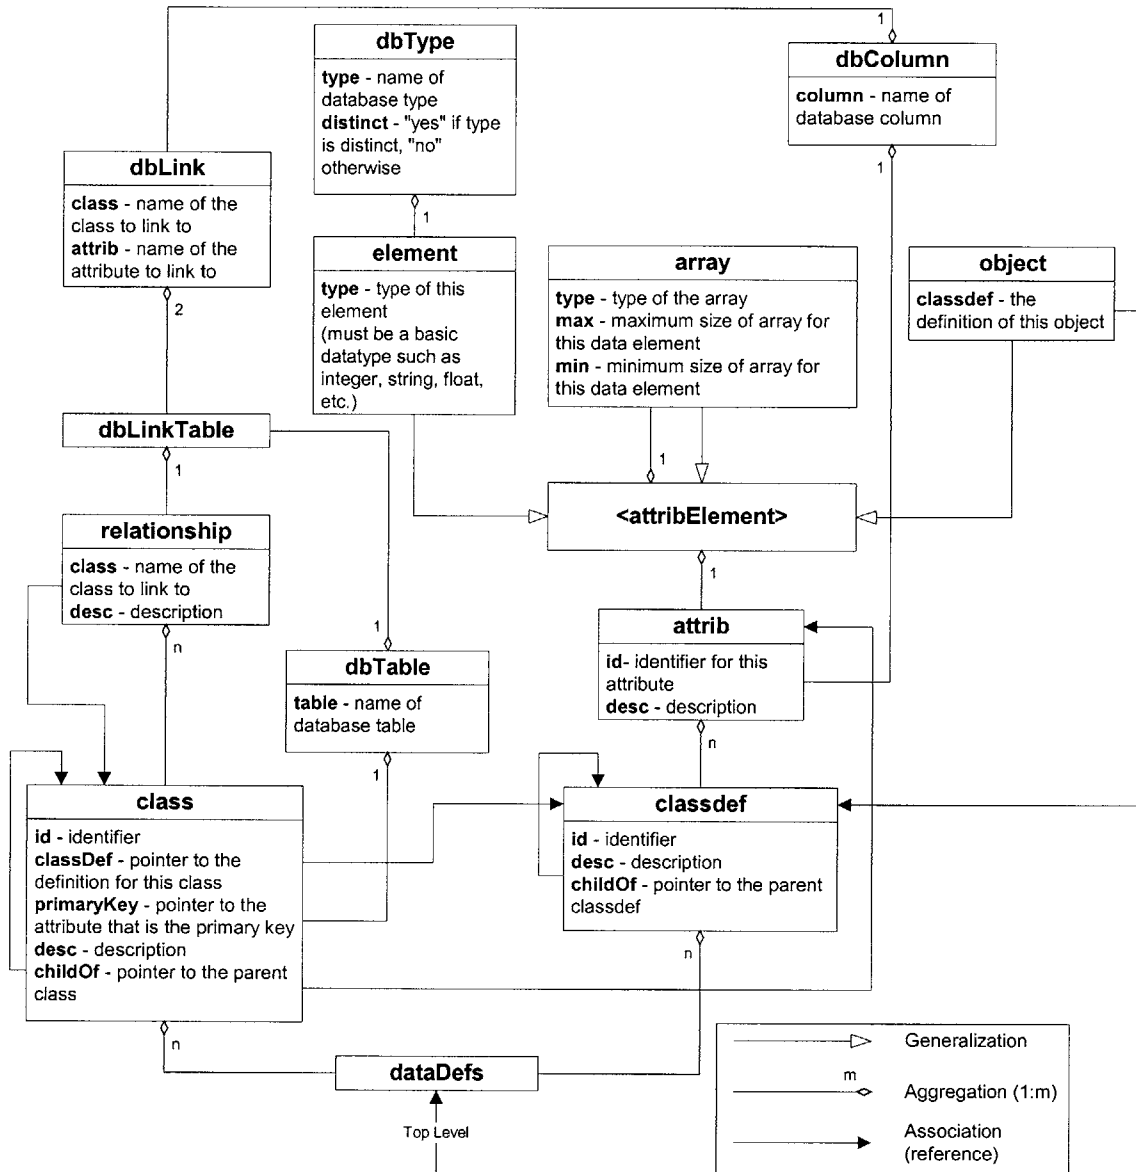 1
dbType
type - name of
database type
distinct - "yes" if type
is distinct, "no"
otherwise
1
dbColumn
column - name of
database column
1
dbLink
class - name of the
class to link to
attrib - name of the
attribute to link to
2
element
type - type of this
element
(must be a basic
datatype such as
integer, string, float,
etc.)
array
type - type of the array
max - maximum size of array for
this data element
min - minimum size of array for
this data element
1
object
classdef - the
definition of this object
dbLinkTable
1
<attribElement>
1
relationship
class - name of the
class to link to
desc - description
n
1
dbTable
table - name of
database table
1
attrib
id- identifier for this
attribute
desc - description
n
class
id - identifier
classDef - pointer to the
definition for this class
primaryKey - pointer to the
attribute that is the primary key
desc - description
childOf - pointer to the parent
class
n
classdef
id - identifier
desc - description
childOf - pointer to the parent
classdef
n
dataDefs
Top Level
Generalization
m
Aggregation (1:m)
Association
(reference)